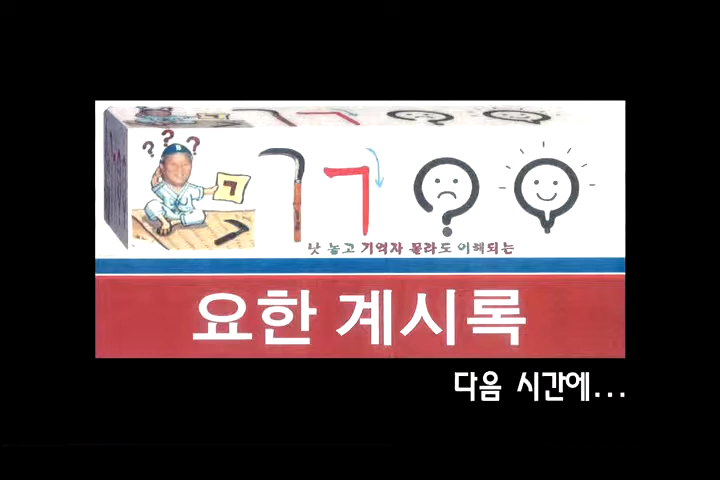 ㄱ
ㄱ
낫 놓고 기역자 몰라도 이해되는
요한 계시록
다음 시간에...